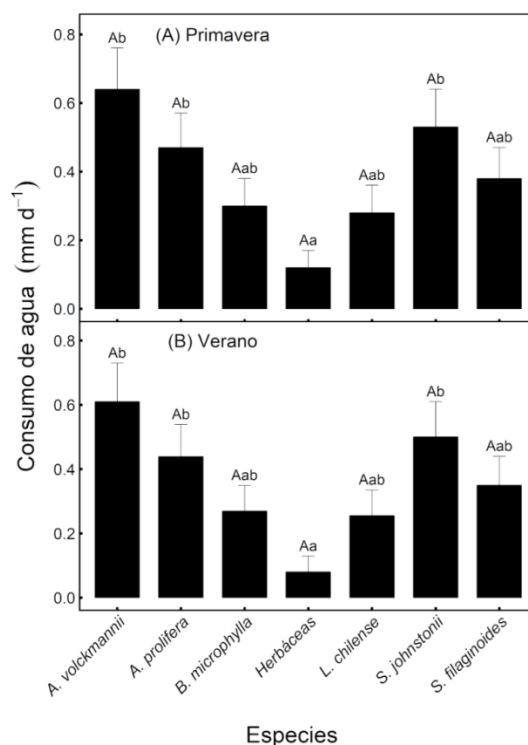 (A) Primavera
0.8
0.6
0.4
0.2
0.0
Ab
Ab
Aab
Aa
Aab
Ab
Aab
(B) Verano
0.8
0.6
0.4
0.2
0.0
Ab
Ab
Aab
Aa
Aab
Ab
Aab
Consumo de agua (mm d⁻¹)
A. volckmannii
A. prolifera
B. microphylla
Herbáceas
L. chilense
S. johnstonii
S. filaginoides
Especies